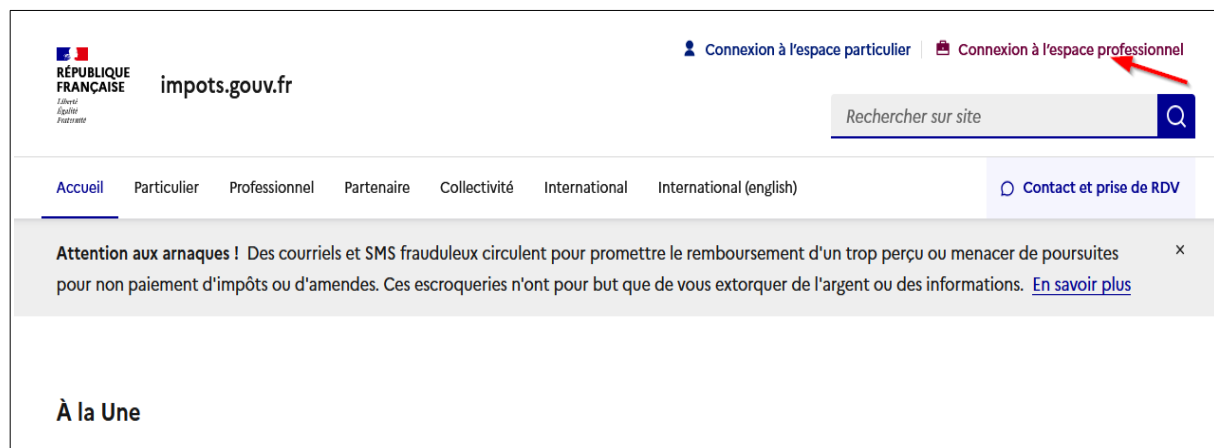 Connexion à l'espace particulier
Connexion à l'espace professionnel
RÉPUBLIQUE
FRANÇAISE
Liberté
Égalité
Fraternité
impots.gouv.fr
Rechercher sur site
Accueil Particulier Professionnel Partenaire Collectivité International International (english) Contact et prise de RDV
Attention aux arnaques ! Des courriels et SMS frauduleux circulent pour promettre le remboursement d'un trop perçu ou menacer de poursuites
pour non paiement d'impôts ou d'amendes. Ces escroqueries n'ont pour but que de vous extorquer de l'argent ou des informations. En savoir plus
À la Une